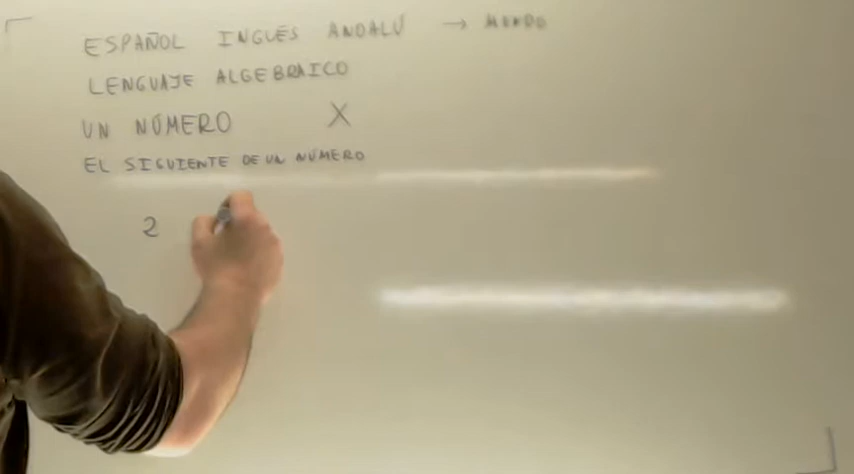 ESPAÑOL INGLÉS ANDALÚ → MUNDO
LENGUAJE ALGEBRAICO
UN NÚMERO X
EL SIGUIENTE DE UN NÚMERO
2